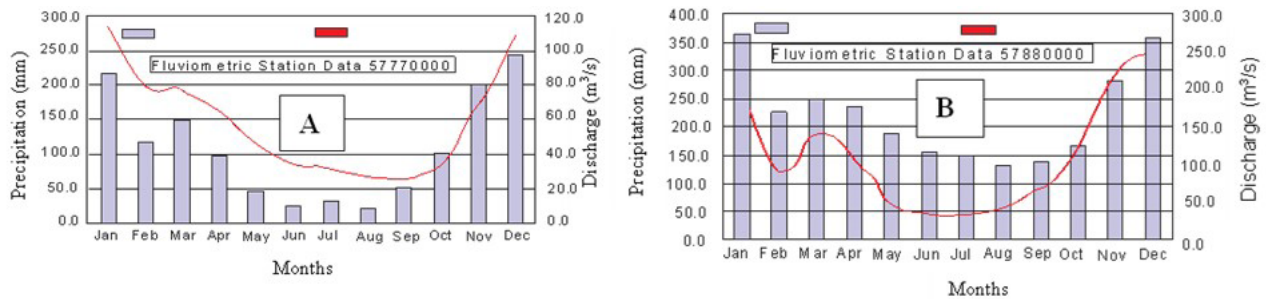 Precipitation (mm)
300.0
250.0
200.0
150.0
100.0
50.0
0.0
Fluviometric Station Data 57770000
A
120.0
100.0
80.0
60.0
40.0
20.0
0.0
Discharge (m³/s)
Jan Feb Mar Apr May Jun Jul Aug Sep Oct Nov Dec
Months
Precipitation (mm)
400.0
350.0
300.0
250.0
200.0
150.0
100.0
50.0
0.0
Fluviometric Station Data 57880000
B
300.0
250.0
200.0
150.0
100.0
50.0
0.0
Discharge (m³/s)
Jan Feb Mar Apr May Jun Jul Aug Sep Oct Nov Dec
Months